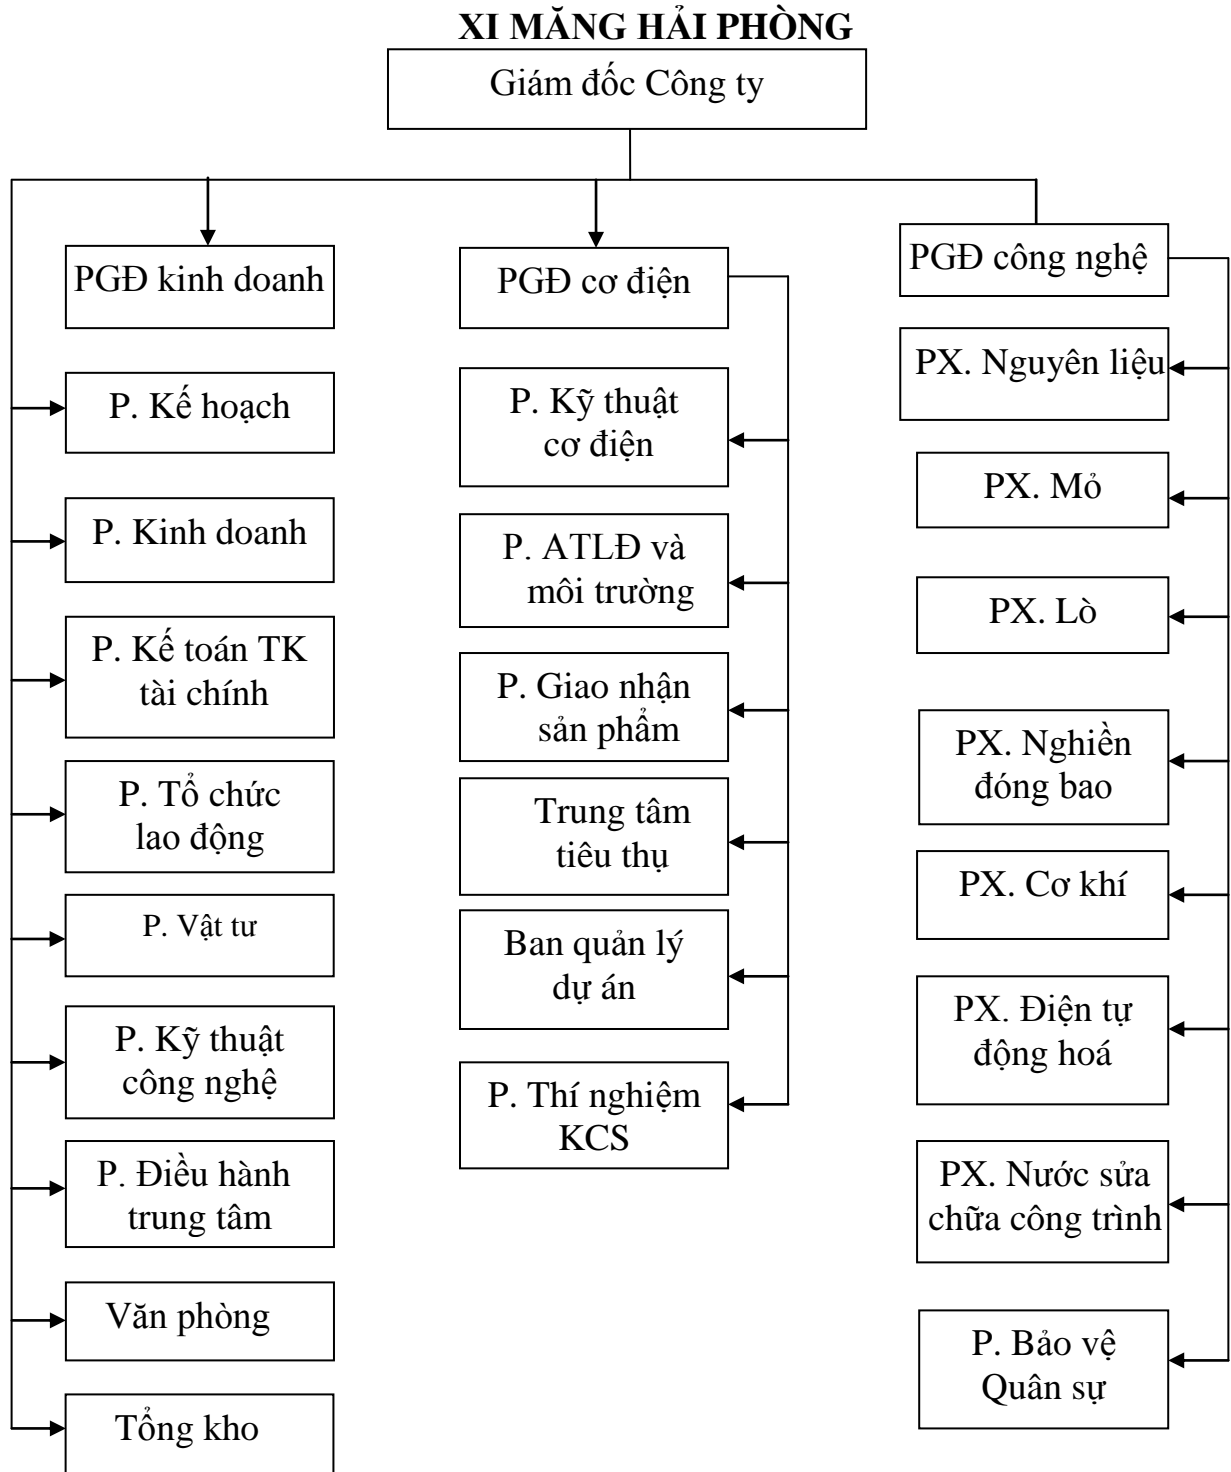 XI MĂNG HẢI PHÒNG
Giám đốc Công ty
PGĐ kinh doanh
P. Kế hoạch
P. Kinh doanh
P. Kế toán TK
tài chính
P. Tổ chức
lao động
P. Vật tư
P. Kỹ thuật
công nghệ
P. Điều hành
trung tâm
Văn phòng
Tổng kho
PGĐ cơ điện
P. Kỹ thuật
cơ điện
P. ATLĐ và
môi trường
P. Giao nhận
sản phẩm
Trung tâm
tiêu thụ
Ban quản lý
dự án
P. Thí nghiệm
KCS
PGĐ công nghệ
PX. Nguyên liệu
PX. Mỏ
PX. Lò
PX. Nghiền
đóng bao
PX. Cơ khí
PX. Điện tự
động hoá
PX. Nước sửa
chữa công trình
P. Bảo vệ
Quân sự